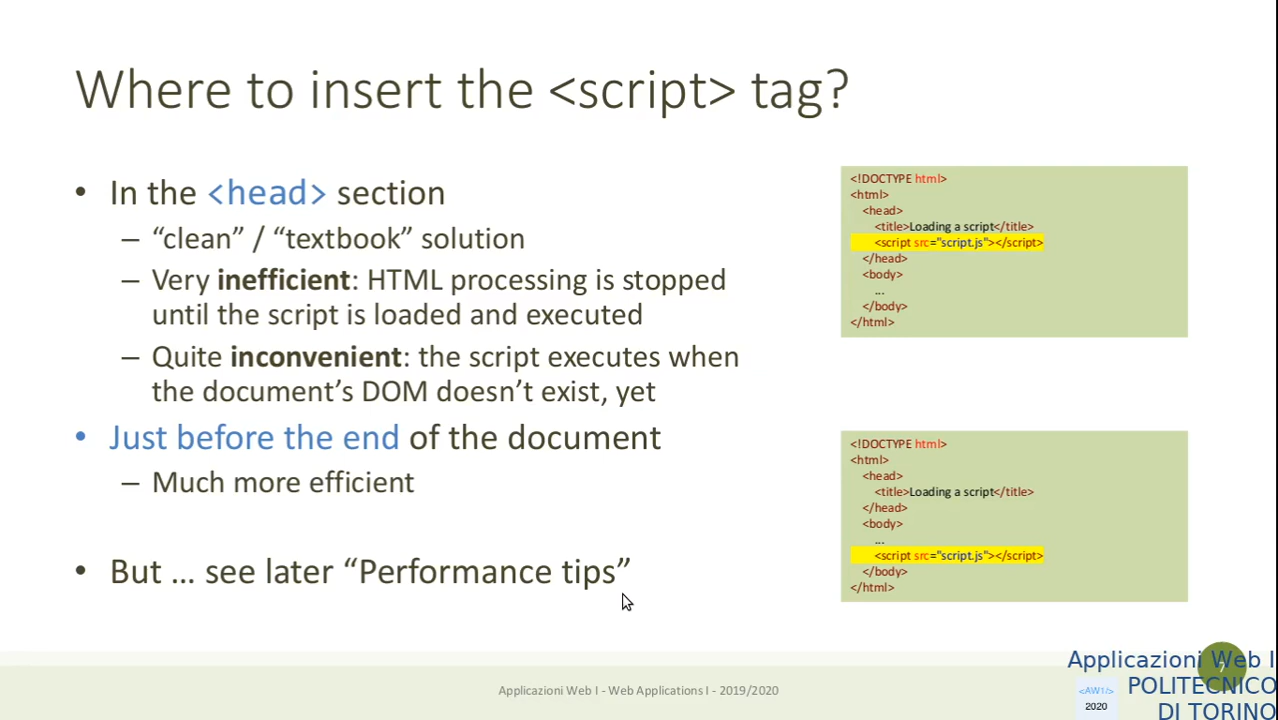 Where to insert the <script> tag?
• In the <head> section
– “clean” / “textbook” solution
– Very inefficient: HTML processing is stopped
until the script is loaded and executed
– Quite inconvenient: the script executes when
the document’s DOM doesn’t exist, yet
• Just before the end of the document
– Much more efficient
• But … see later “Performance tips”
<!DOCTYPE html>
<html>
<head>
<title>Loading a script</title>
<script src="script.js"></script>
</head>
<body>
...
</body>
</html>
<!DOCTYPE html>
<html>
<head>
<title>Loading a script</title>
</head>
<body>
...
<script src="script.js"></script>
</body>
</html>
Applicazioni Web I - Web Applications I - 2019/2020
Applicazioni Web I
POLITECNICO
DI TORINO
<AW1/>
2020
7